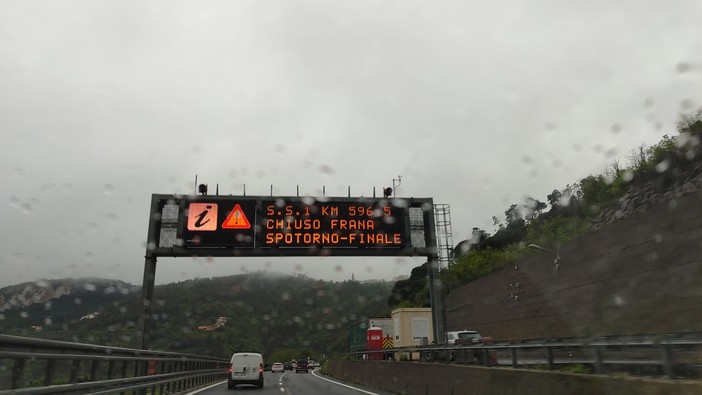 S.S.1 KM 596.5
CHIUSO FRANA
SPOTORNO-FINALE